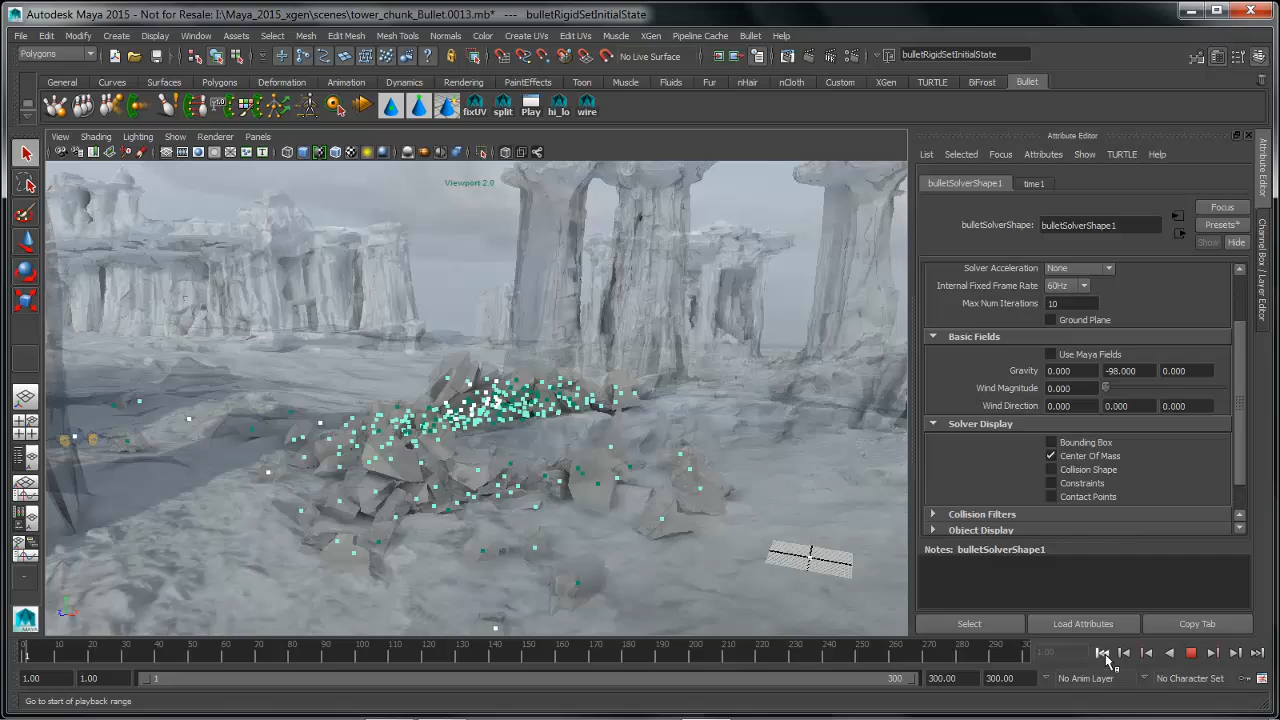 Autodesk Maya 2015 - Not for Resale: I:\Maya_2015_xgen\scenes\tower_chunk_Bullet.0013.mb* --- bulletRigidSetInitialState
File Edit Modify Create Display Window Assets Select Mesh Edit Mesh Mesh Tools Normals Color Create UVs Edit UVs Muscle XGen Pipeline Cache Bullet Help
Polygons No Live Surface bulletRigidSetInitialState
General Curves Surfaces Polygons Deformation Animation Dynamics Rendering PaintEffects Toon Muscle Fluids Fur nHair nCloth Custom XGen TURTLE BiFrost Bullet
fixUV split Play hi_lo wire
View Shading Lighting Show Renderer Panels
Viewport 2.0
Attribute Editor
List Selected Focus Attributes Show TURTLE Help
bulletSolverShape1 time1
Focus
bulletSolverShape: bulletSolverShape1 Presets*
Show Hide
Solver Acceleration None
Internal Fixed Frame Rate 60Hz
Max Num Iterations 10
Ground Plane
Basic Fields
Use Maya Fields
Gravity 0.000 -98.000 0.000
Wind Magnitude 0.000
Wind Direction 0.000 0.000 0.000
Solver Display
Bounding Box
Center Of Mass
Collision Shape
Constraints
Contact Points
Collision Filters
Object Display
Notes: bulletSolverShape1
Select Load Attributes Copy Tab
Attribute Editor
Channel Box / Layer Editor
0 10 20 30 40 50 60 70 80 90 100 110 120 130 140 150 160 170 180 190 200 210 220 230 240 250 260 270 280 290
1
1.00
1.00 1.00 1 300 300.00 300.00 No Anim Layer No Character Set
Go to start of playback range